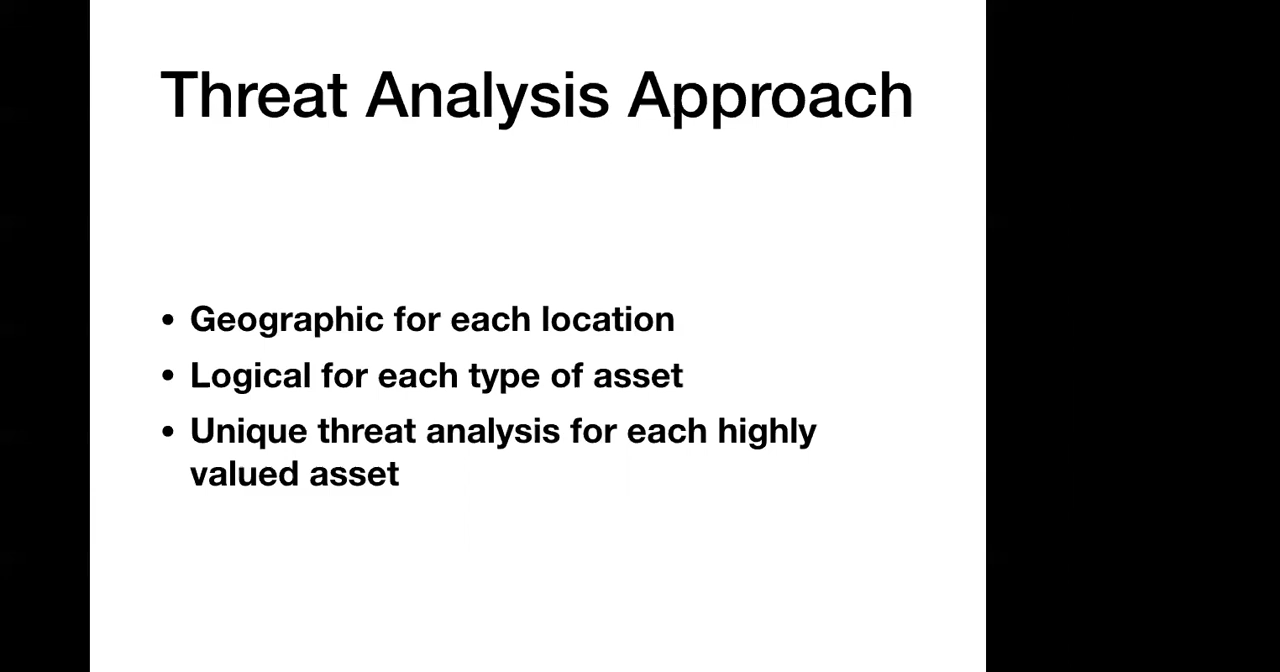 Threat Analysis Approach
• Geographic for each location
• Logical for each type of asset
• Unique threat analysis for each highly
valued asset